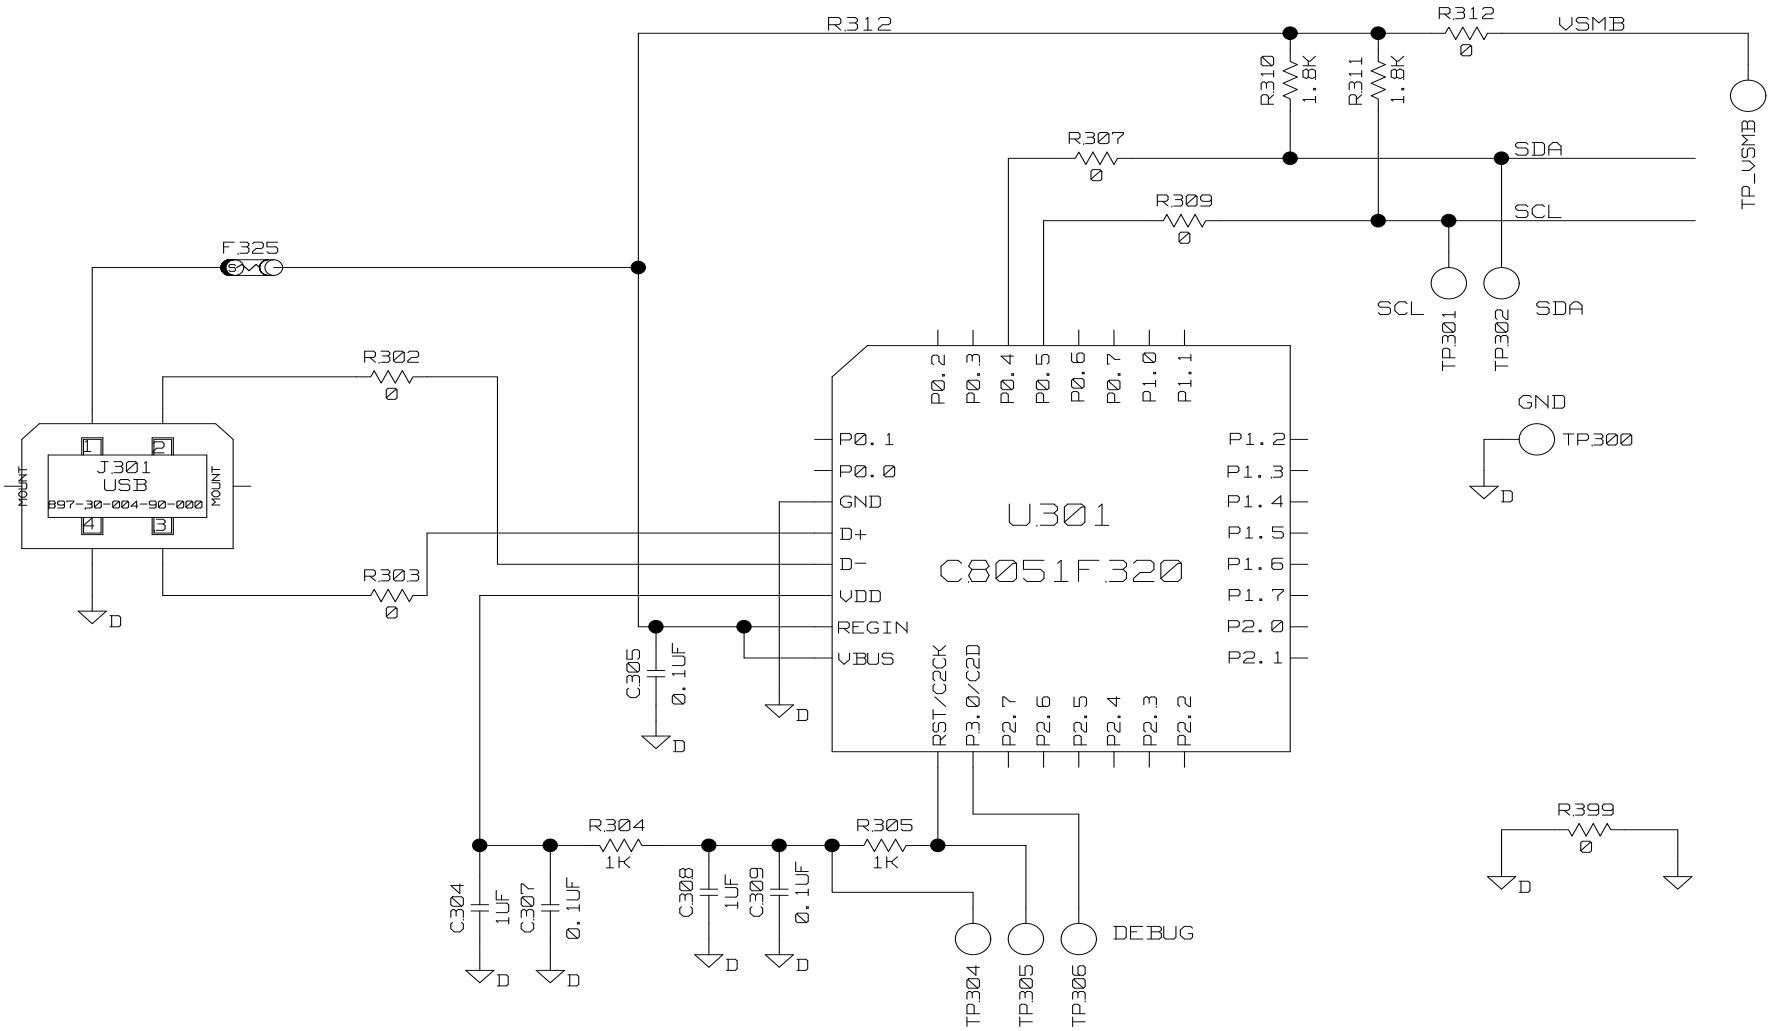 R312
R312
VSMB
0
R310
1.8K
R311
1.8K
TP_VSMB
R307
0
SDA
R309
0
SCL
F325
S
SCL
TP301
TP302
SDA
R302
0
P0.2
P0.3
P0.4
P0.5
P0.6
P0.7
P1.0
P1.1
GND
TP300
D
1
2
J301
USB
897-30-004-90-000
MOUNT
MOUNT
4
3
D
P0.1
P0.0
GND
D+
D-
VDD
REGIN
VBUS
U301
C8051F320
P1.2
P1.3
P1.4
P1.5
P1.6
P1.7
P2.0
P2.1
R303
0
C305
0.1UF
D
D
RST/C2CK
P3.0/C2D
P2.7
P2.6
P2.5
P2.4
P2.3
P2.2
R304
1K
R305
1K
R399
0
D
C304
1UF
C307
0.1UF
C308
1UF
C309
0.1UF
D
D
D
D
TP304
TP305
TP306
DEBUG